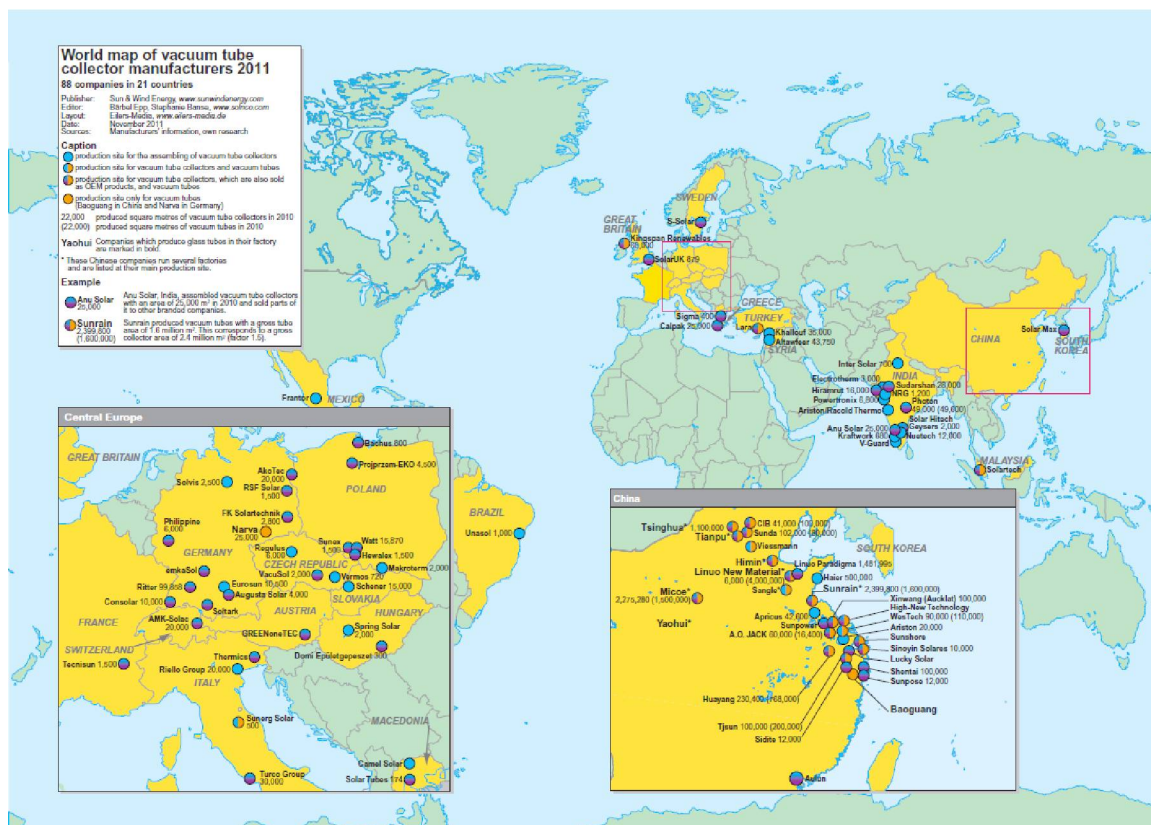 World map of vacuum tube
collector manufacturers 2011
88 companies in 21 countries
Publisher: Sun & Wind Energy, www.sunwindenergy.com
Editor: Bärbel Epp, Stephanie Banse, www.solrico.com
Layout: Eilers-Media, www.eilers-media.de
Date: November 2011
Sources: Manufacturers' information, own research
Caption
production site for the assembling of vacuum tube collectors
production site for vacuum tube collectors and vacuum tubes
production site for vacuum tube collectors, which are also sold
as OEM products, and vacuum tubes
production site only for vacuum tubes
(Baoguang in China and Narva in Germany)
22,000 produced square metres of vacuum tube collectors in 2010
(22,000) produced square metres of vacuum tubes in 2010
Yaohui Companies which produce glass tubes in their factory
are marked in bold.
* These Chinese companies run several factories
and are listed at their main production site.
Example
Anu Solar
25,000
Anu Solar, India, assembled vacuum tube collectors
with an area of 25,000 m² in 2010 and sold parts of
it to other branded companies.
Sunrain
2,399,800
(1,600,000)
Sunrain produced vacuum tubes with a gross tube
area of 1.6 million m². This corresponds to a gross
collector area of 2.4 million m² (factor 1.5).
SWEDEN
S-Solar
GREAT
BRITAIN
Kingspan Renewables
SolarUK 879
GREECE
Sigma 400
Calpak
TURKEY
Lara
Khallouf 35,000
Altawfeer 43,750
SYRIA
CHINA
Solar Max
SOUTH
KOREA
Inter Solar 700
INDIA
Electrotherm 3,000
Sudarshan 28,000
Hiramrut 16,000
NRG 1,200
Powertronix
Photon
49,000 (49,000)
Ariston Racold Thermo
Solar Hitech
Geysers 2,000
Anu Solar 25,000
Kraftwork
Nuetech 12,000
V-Guard
MALAYSIA
Solartech
Frantor
MEXICO
BRAZIL
Unasol 1,000
Central Europe
GREAT BRITAIN
Bachus 800
Projprzem-EKO 4,500
AkoTec
20,000
Solvis 2,500
RSF Solar
1,500
POLAND
FK Solartechnik
2,800
Philippine
6,000
Narva
25,000
Sunex
Watt 15,870
Regulus
Hewalex 1,500
GERMANY
CZECH REPUBLIC
Makroterm 2,000
emkaSol
VacuSol 2,000
Vermos 720
Ritter 99,858
Eurosun
Schener 15,000
Augusta Solar 4,000
SLOVAKIA
Consolar 10,000
Soltark
AUSTRIA
HUNGARY
FRANCE
AMK-Solac
20,000
Spring Solar
2,000
GREENoneTEC
SWITZERLAND
Domi Epületgepeszet 300
Thermics
Tecnisun 1,500
Riello Group 20,000
ITALY
MACEDONIA
Sunerg Solar
500
Camel Solar
Turco Group
30,000
Solar Tubes 174
China
CIB 41,000
Tsinghua* 1,100,000
Sunda 102,000
Tianpu*
Viessmann
SOUTH KOREA
Himin*
Linuo Paradigma
Linuo New Material*
6,000 (4,000,000)
Haier 500,000
Sangle*
Sunrain* 2,399,800 (1,600,000)
Micoe*
2,275,280 (1,500,000)
Xinwang (Aucklat) 100,000
High-New Technology
Apricus
WesTech 90,000 (110,000)
Yaohui*
Sunpower
Ariston 20,000
A.O. JACK 60,000 (16,400)
Sunshore
Sinoyin Solares 10,000
Lucky Solar
Shentai 100,000
Huayang 230,400 (768,000)
Sunpose 12,000
Baoguang
Tjsun 100,000 (200,000)
Sidite 12,000
Aulon